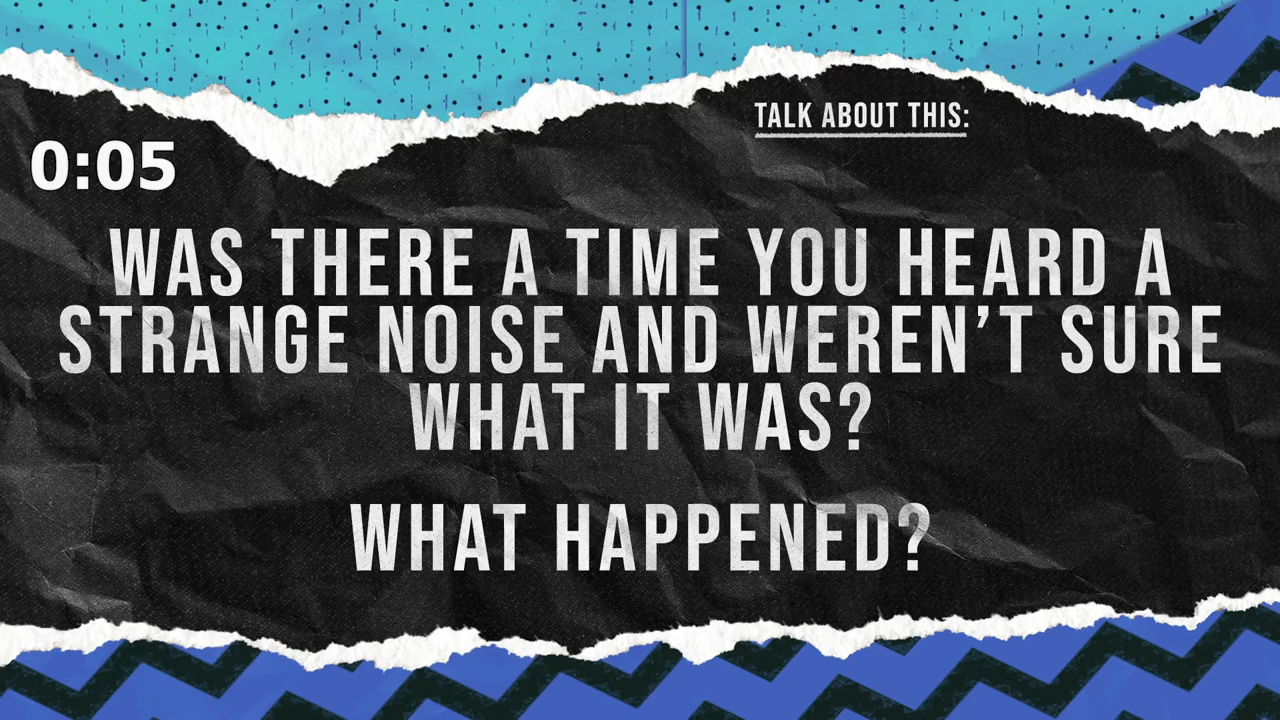 TALK ABOUT THIS:
0:05
WAS THERE A TIME YOU HEARD A
STRANGE NOISE AND WEREN'T SURE
WHAT IT WAS?
WHAT HAPPENED?